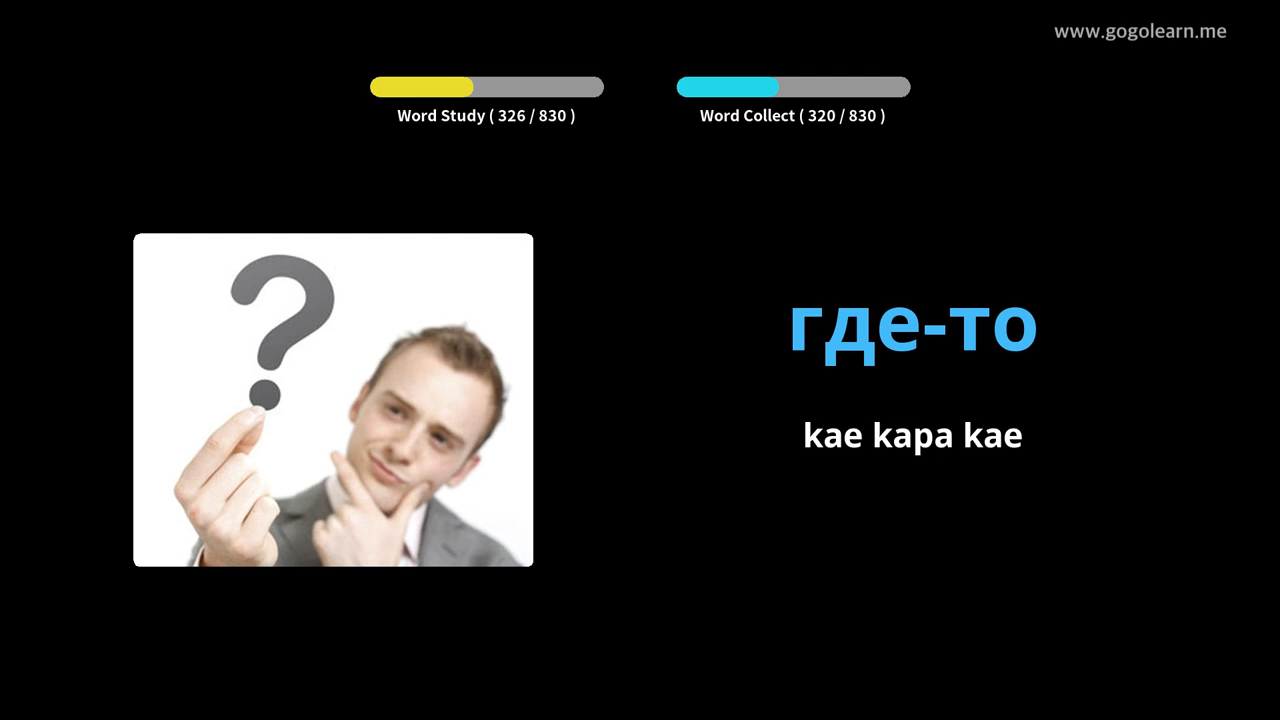 www.gogolearn.me
Word Study ( 326 / 830 )
Word Collect ( 320 / 830 )
где-то
kae kapa kae